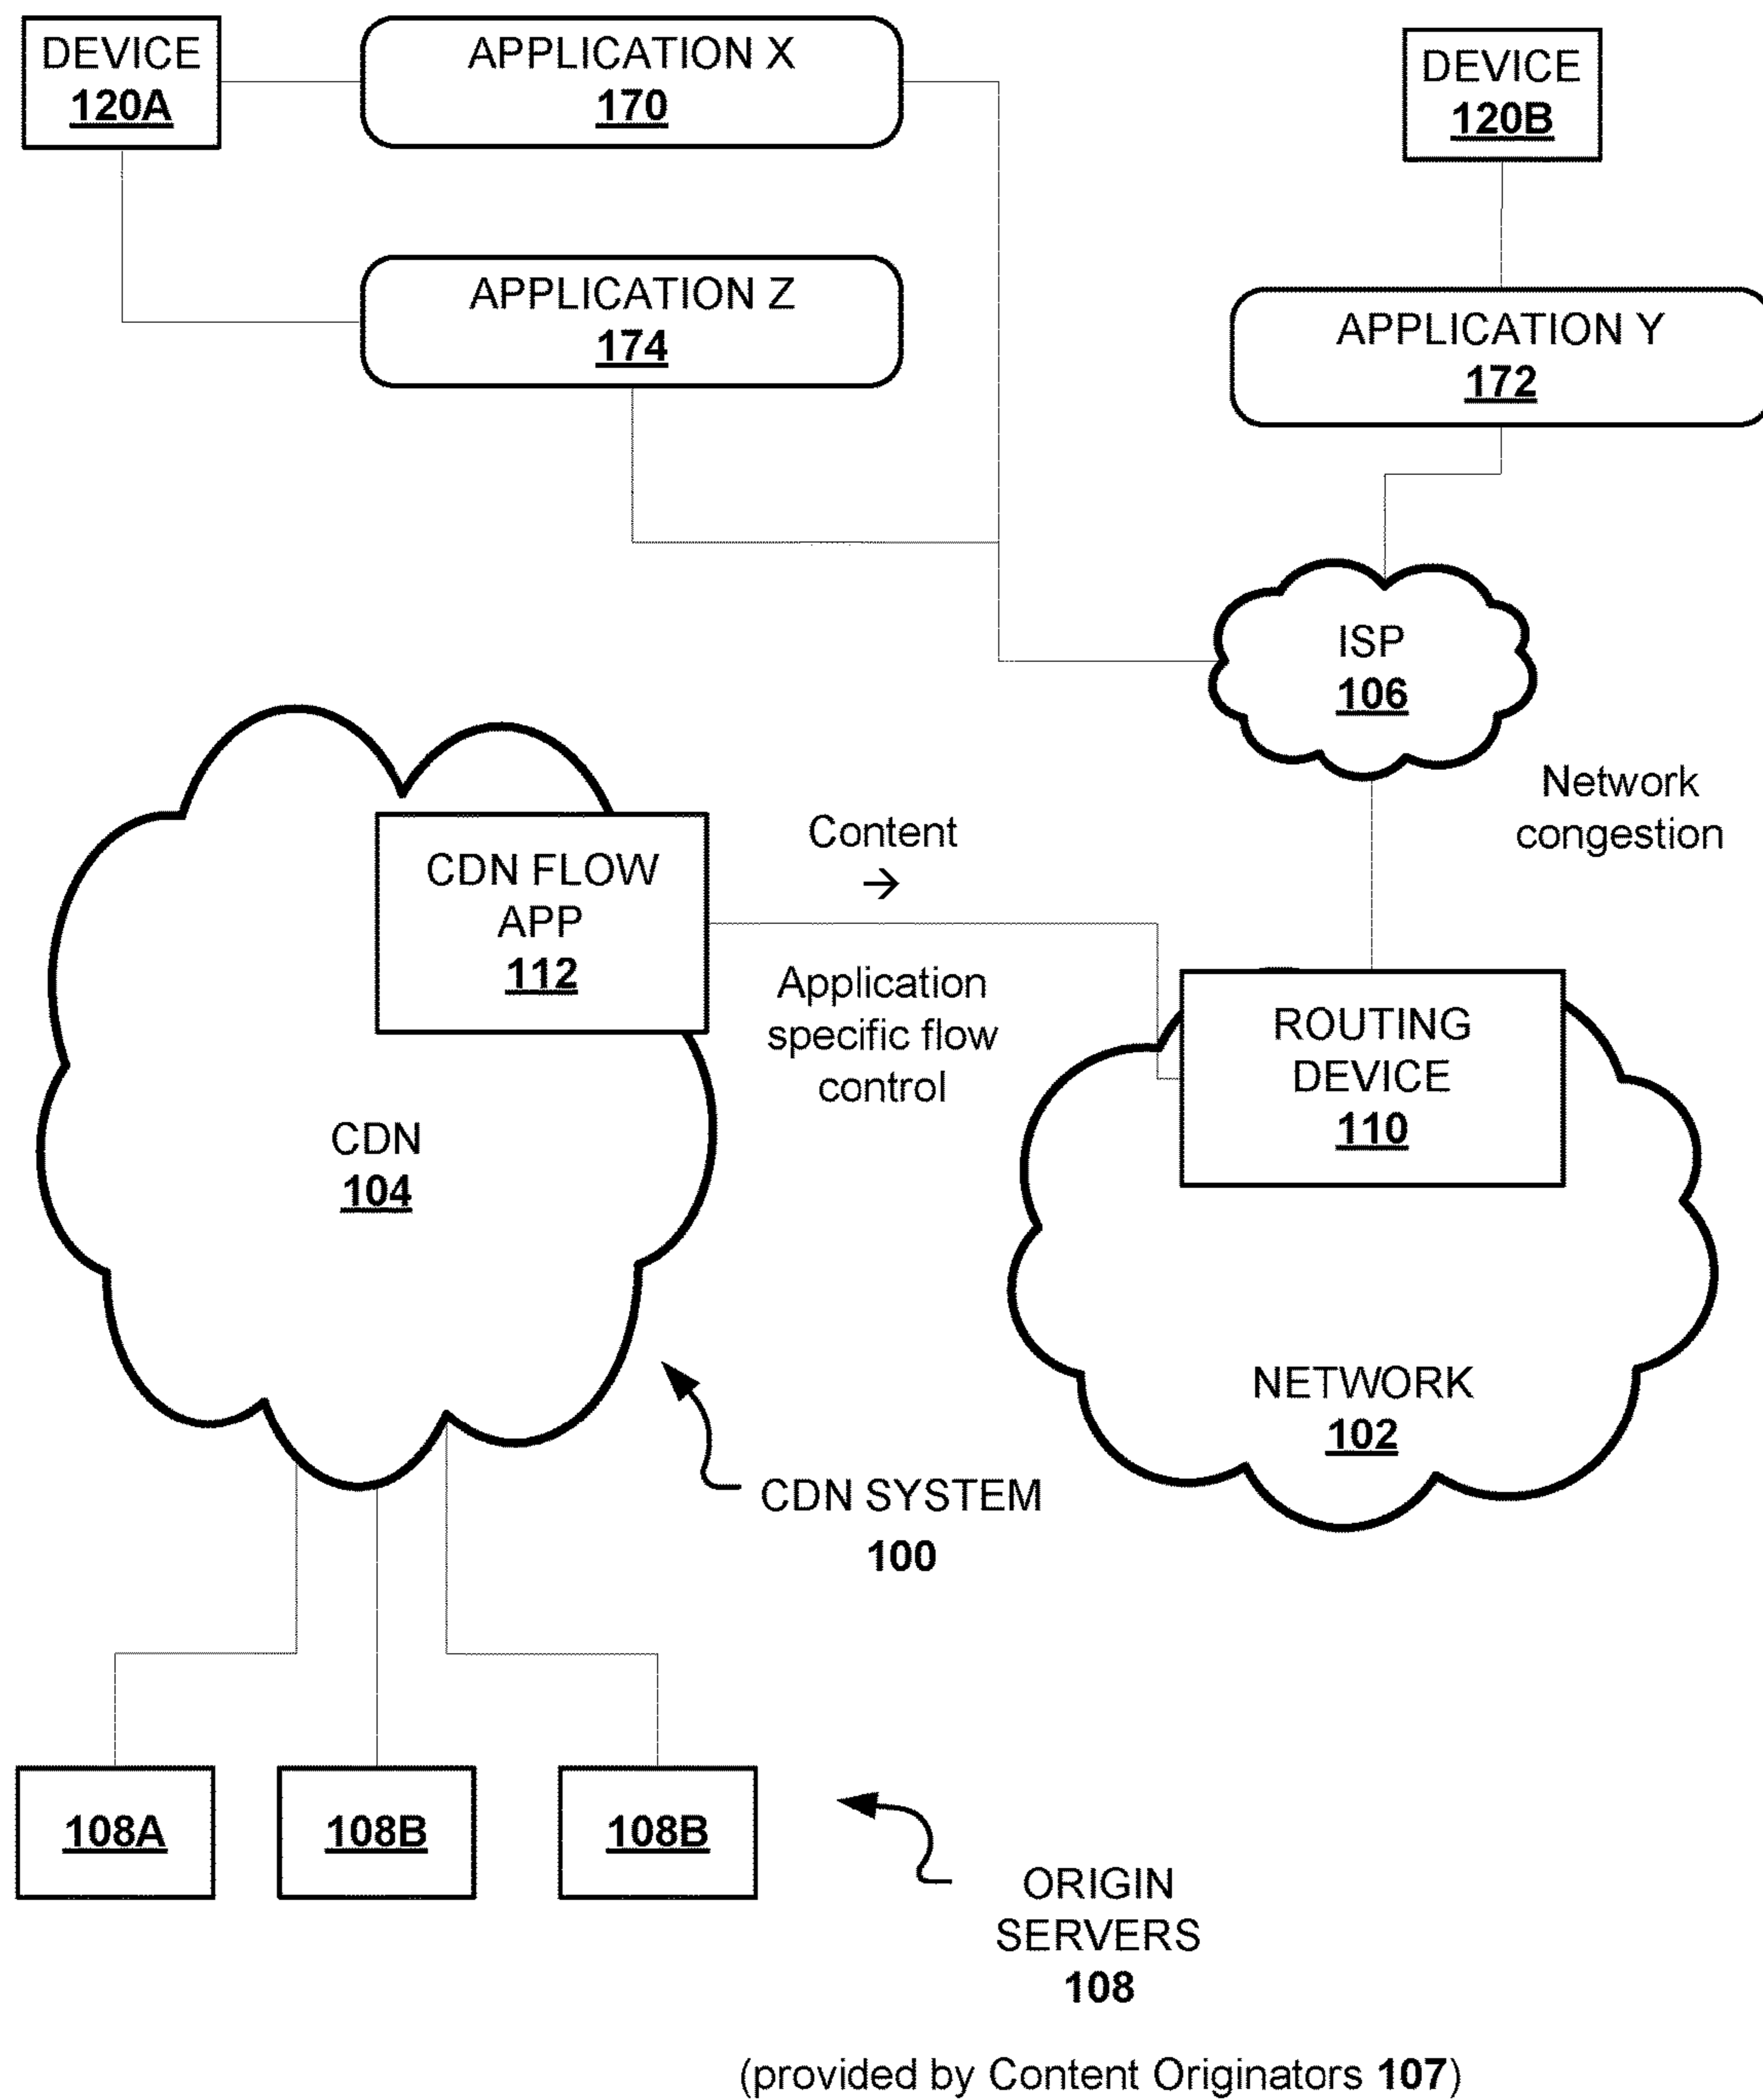 DEVICE
120A
APPLICATION X
170
DEVICE
120B
APPLICATION Z
174
APPLICATION Y
172
ISP
106
Network
congestion
Content
→
CDN FLOW
APP
112
Application
specific flow
control
ROUTING
DEVICE
110
CDN
104
NETWORK
102
CDN SYSTEM
100
108A
108B
108B
ORIGIN
SERVERS
108
(provided by Content Originators 107)